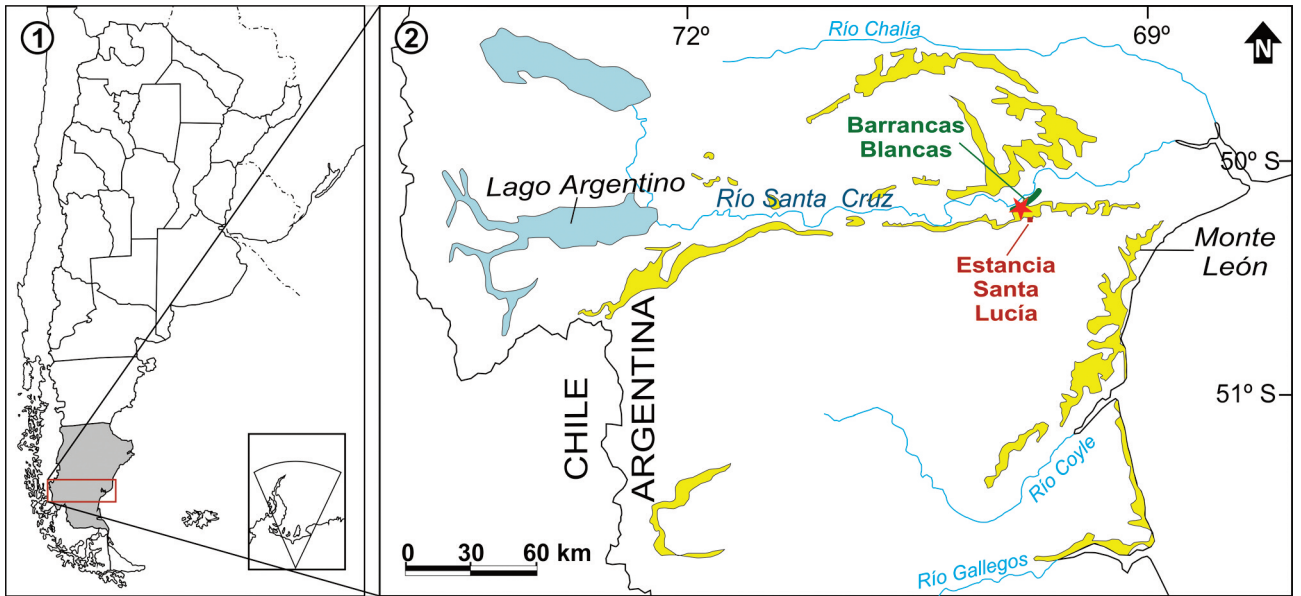 1
2
72º
69º
N
Río Chalía
Barrancas
Blancas
50º S
Lago Argentino
Río Santa Cruz
Monte
León
Estancia
Santa
Lucía
51º S
CHILE
ARGENTINA
Río Coyle
0 30 60 km
Río Gallegos